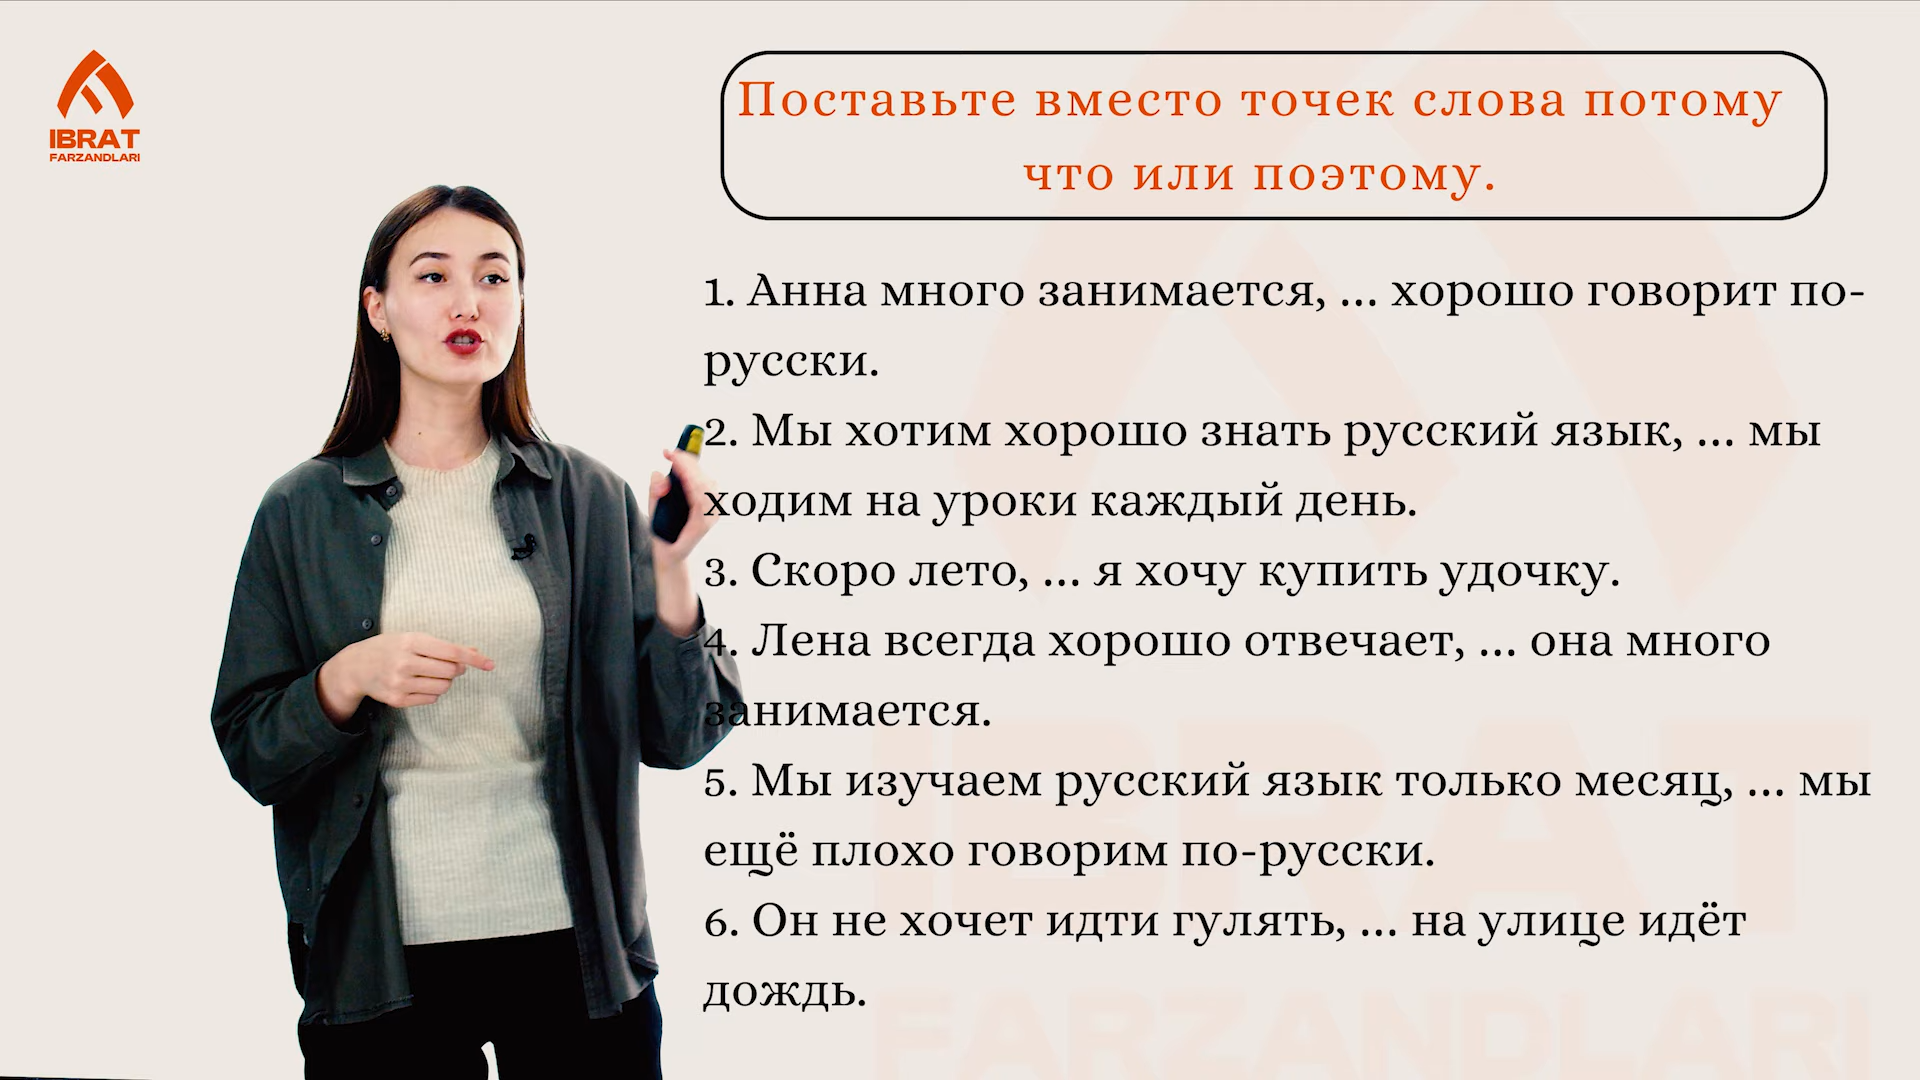 IBRAT
FARZANDLARI
Поставьте вместо точек слова потому
что или поэтому.
1. Анна много занимается, ... хорошо говорит по-
русски.
2. Мы хотим хорошо знать русский язык, ... мы
ходим на уроки каждый день.
3. Скоро лето, ... я хочу купить удочку.
4. Лена всегда хорошо отвечает, ... она много
занимается.
5. Мы изучаем русский язык только месяц, ... мы
ещё плохо говорим по-русски.
6. Он не хочет идти гулять, ... на улице идёт
дождь.
IBRAT
FARZANDLARI